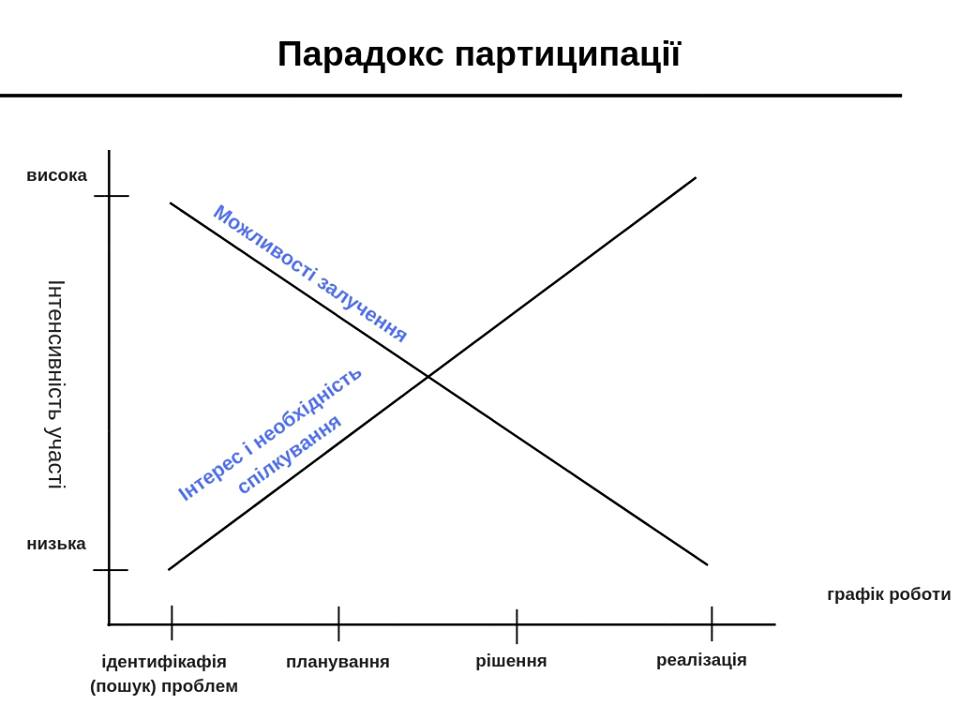 Парадокс партиципації
висока
Можливості залучення
Інтерес і необхідність
спілкування
Інтенсивність участі
низька
графік роботи
ідентифікафія
(пошук) проблем
планування
рішення
реалізація